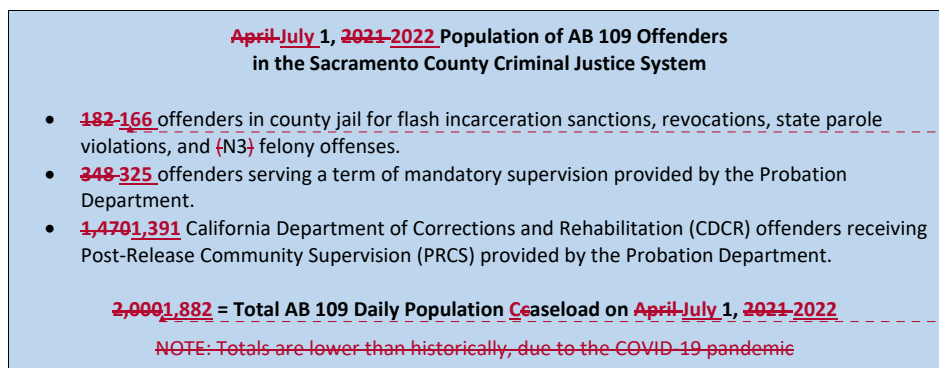 April July 1, 2021 2022 Population of AB 109 Offenders
in the Sacramento County Criminal Justice System
• 182 166 offenders in county jail for flash incarceration sanctions, revocations, state parole
violations, and (N3) felony offenses.
• 348 325 offenders serving a term of mandatory supervision provided by the Probation
Department.
• 1,4701,391 California Department of Corrections and Rehabilitation (CDCR) offenders receiving
Post-Release Community Supervision (PRCS) provided by the Probation Department.
2,0001,882 = Total AB 109 Daily Population Ccaseload on April July 1, 2021 2022
NOTE: Totals are lower than historically, due to the COVID-19 pandemic